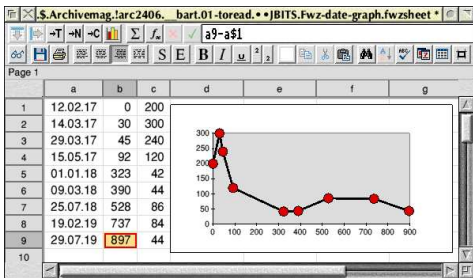 .$.Archivemag.!arc2406._bart.01-toread.••JBITS.Fwz-date-graph.fwzsheet *
→T →N →C Σ fx × ✓ a9-a$1
S E B I u
Page 1
a b c d e f g
1 12.02.17 0 200
2 14.03.17 30 300
3 29.03.17 45 240
4 15.05.17 92 120
5 01.01.18 323 42
6 09.03.18 390 44
7 25.07.18 528 86
8 19.02.19 737 84
9 29.07.19 897 44
10
300
250
200
150
100
50
0
0 100 200 300 400 500 600 700 800 900